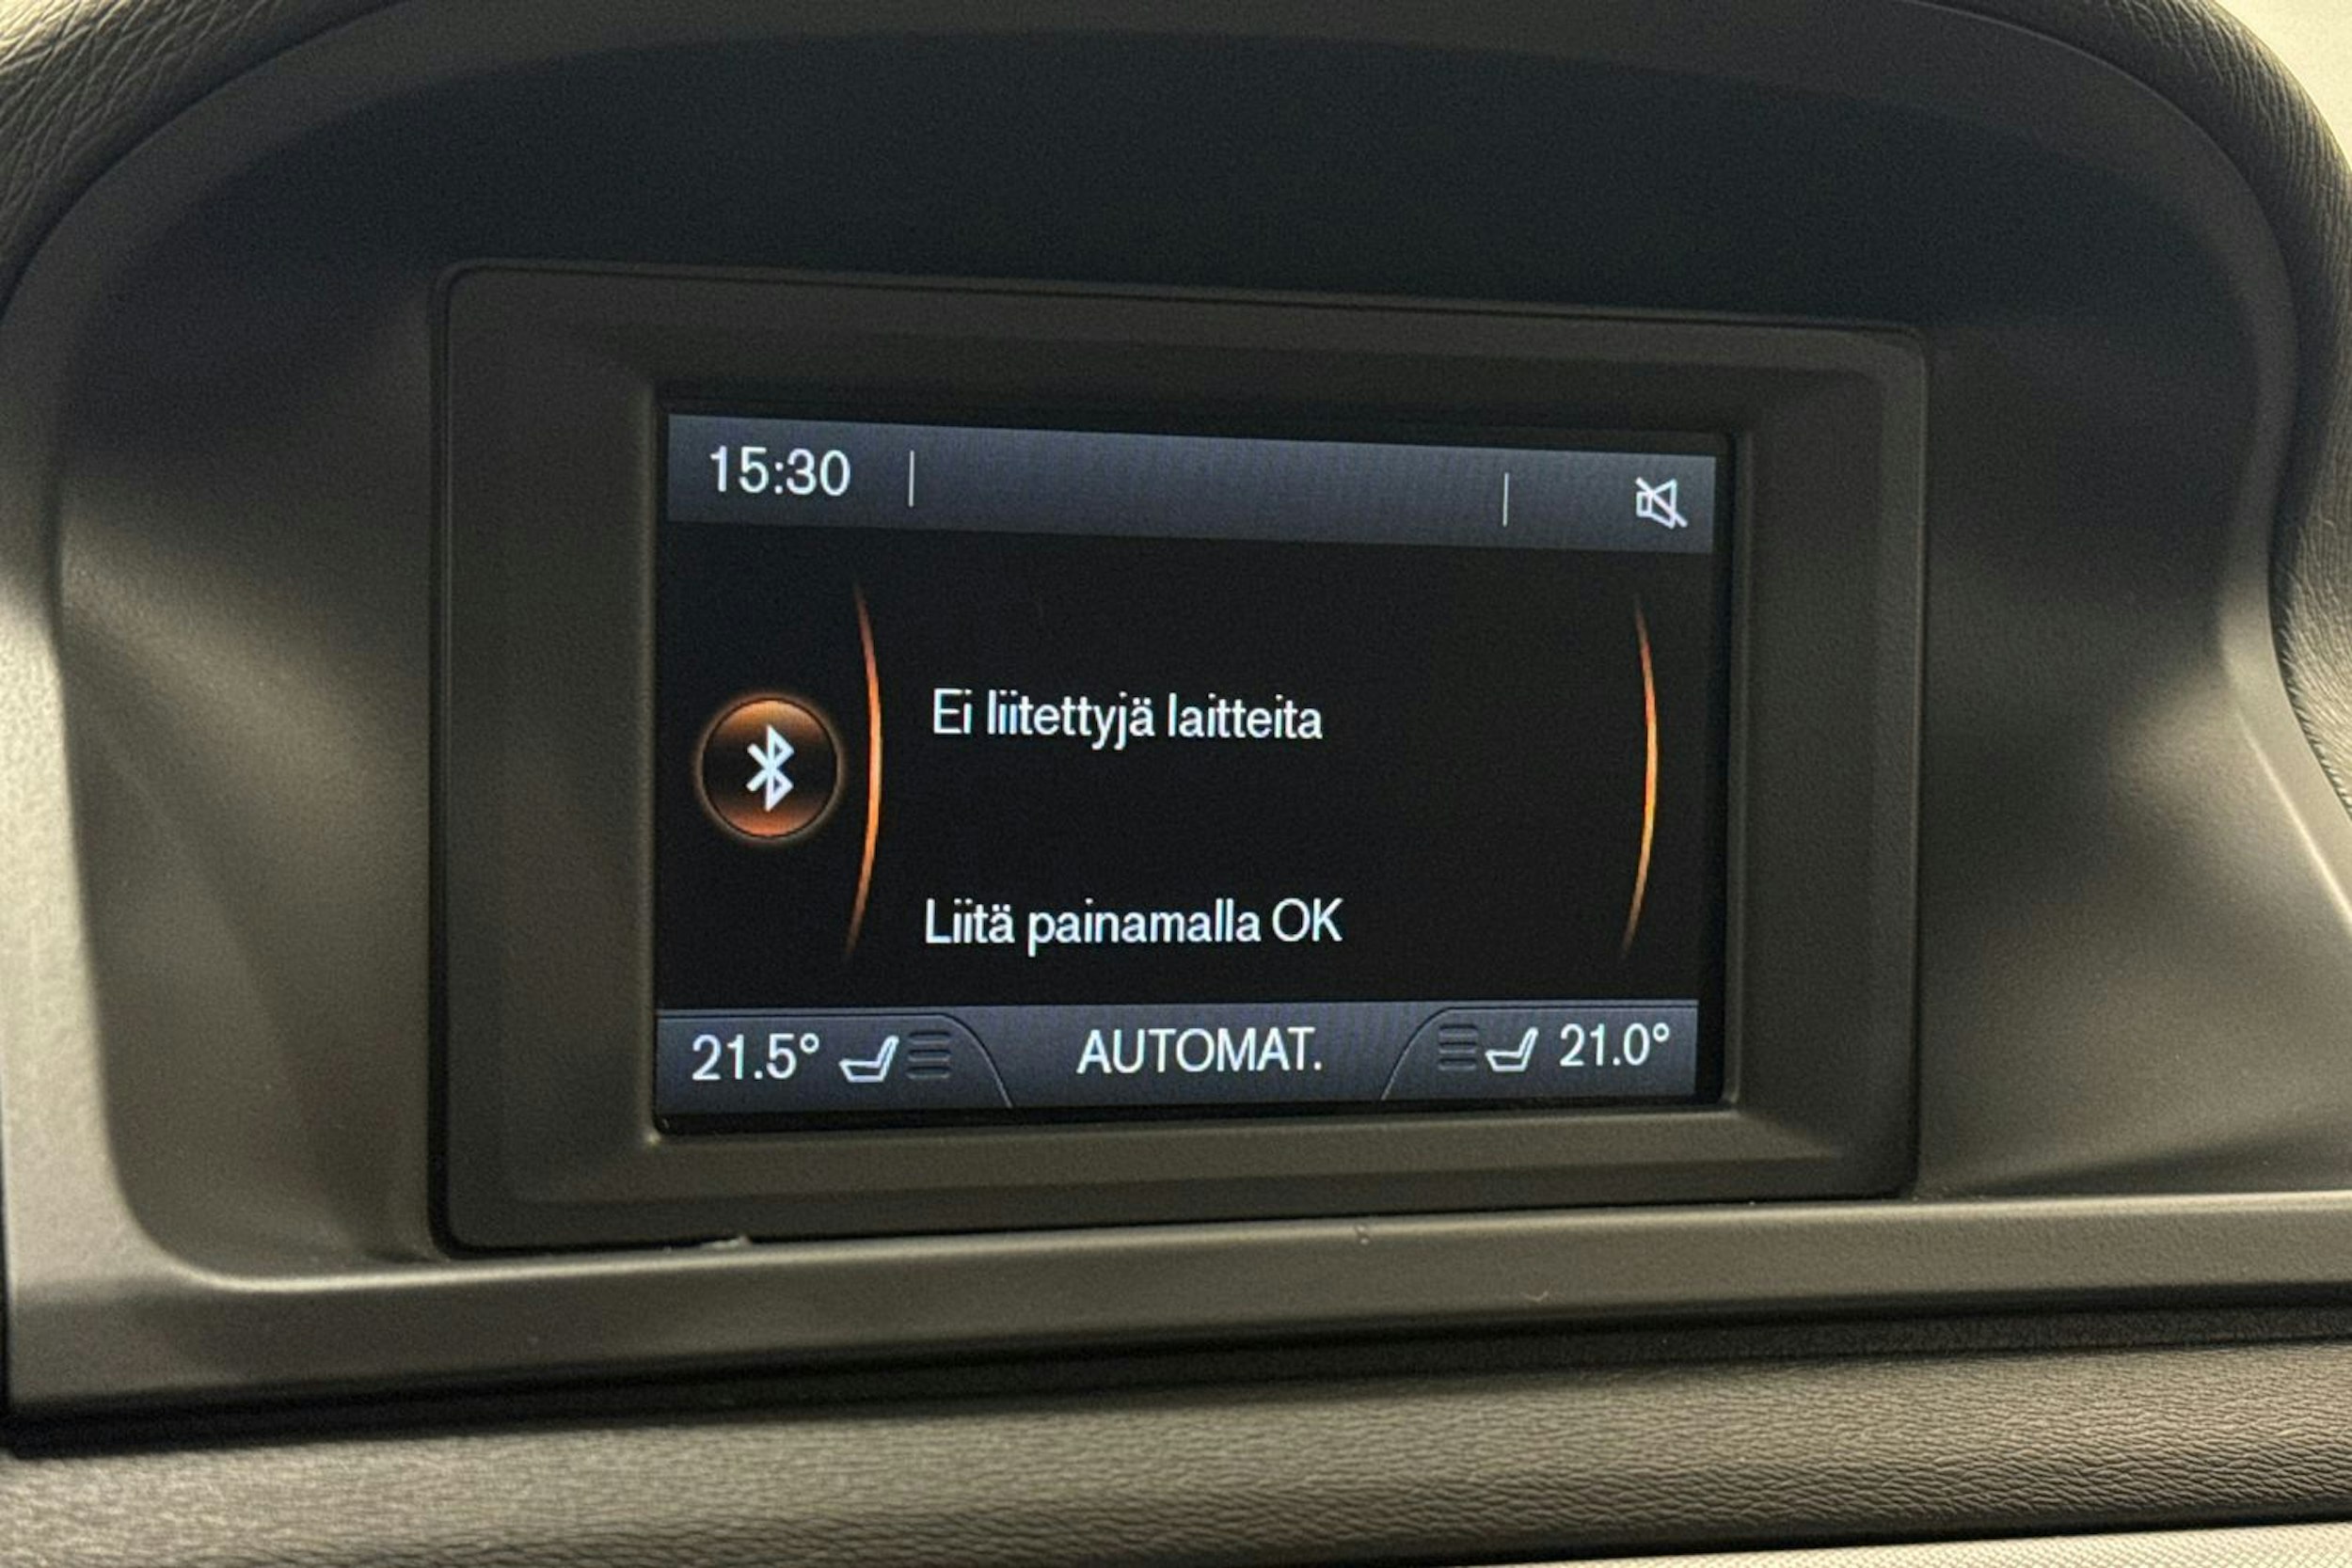 15:30
Ei liitettyjä laitteita
Liitä painamalla OK
21.5° AUTOMAT. 21.0°